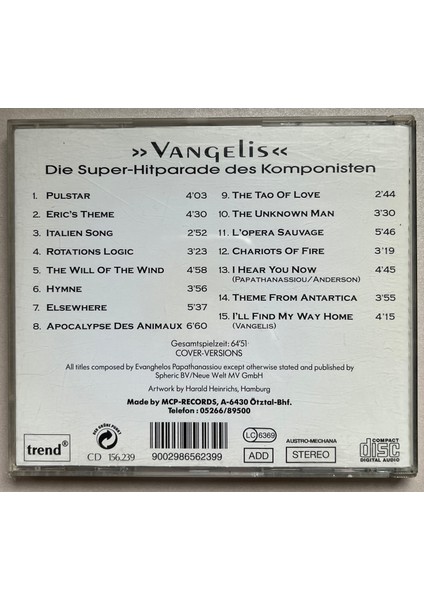 »Vangelis«
Die Super-Hitparade des Komponisten
1. Pulstar 4'03
2. Eric's Theme 4'30
3. Italien Song 2'52
4. Rotations Logic 3'23
5. The Will Of The Wind 4'58
6. Hymne 3'56
7. Elsewhere 5'37
8. Apocalypse Des Animaux 6'60
9. The Tao Of Love 2'44
10. The Unknown Man 3'30
11. L'opera Sauvage 5'46
12. Chariots Of Fire 3'19
13. I Hear You Now 4'45
(Papathanassiou/Anderson)
14. Theme From Antartica 3'55
15. I'll Find My Way Home 4'15
(Vangelis)
Gesamtspielzeit: 64'51
COVER-VERSIONS
All titles composed by Evanghelos Papathanassiou except otherwise stated and published by
Spheric BV/Neue Welt MV GmbH
Artwork by Harald Heinrichs, Hamburg
Made by MCP-RECORDS, A-6430 Ötztal-Bhf.
Telefon: 05266/89500
trend®
DER GRÜNE PUNKT
CD 156.239
9002986562399
LC 6369
ADD
AUSTRO-MECHANA
STEREO
COMPACT
disc
DIGITAL AUDIO